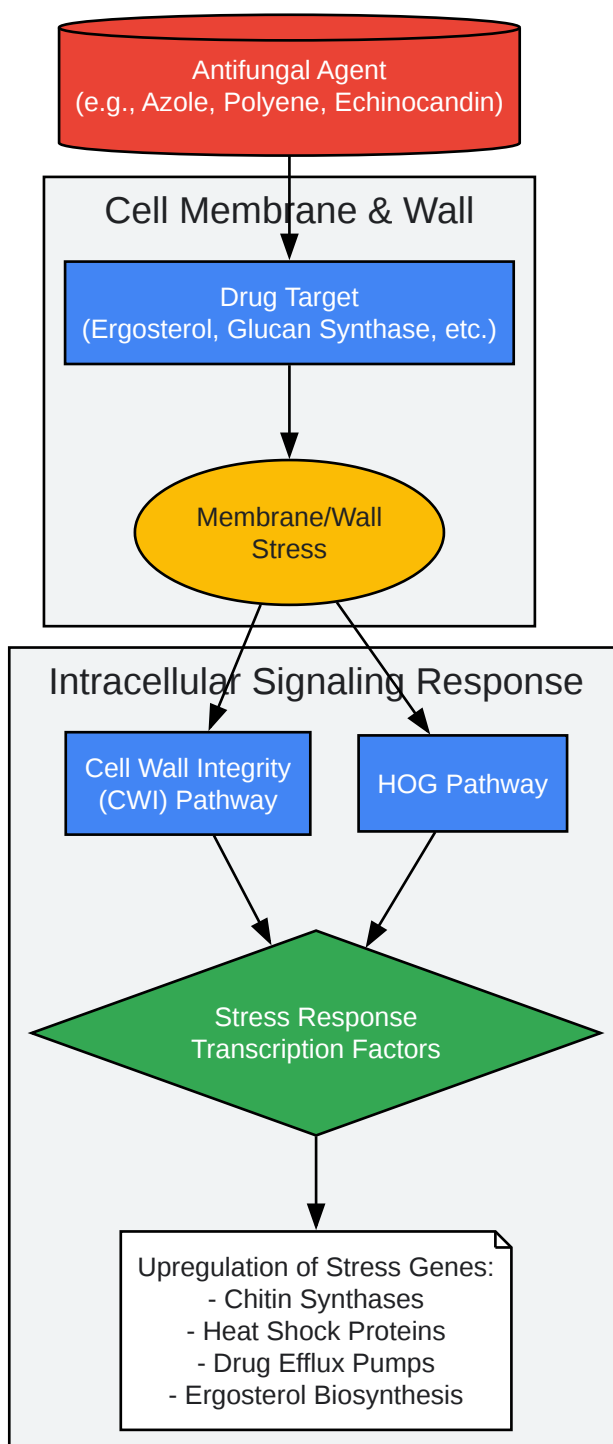 Antifungal Agent
(e.g., Azole, Polyene, Echinocandin)
Cell Membrane & Wall
Drug Target
(Ergosterol, Glucan Synthase, etc.)
Membrane/Wall
Stress
Intracellular Signaling Response
Cell Wall Integrity
(CWI) Pathway
HOG Pathway
Stress Response
Transcription Factors
Upregulation of Stress Genes:
- Chitin Synthases
- Heat Shock Proteins
- Drug Efflux Pumps
- Ergosterol Biosynthesis